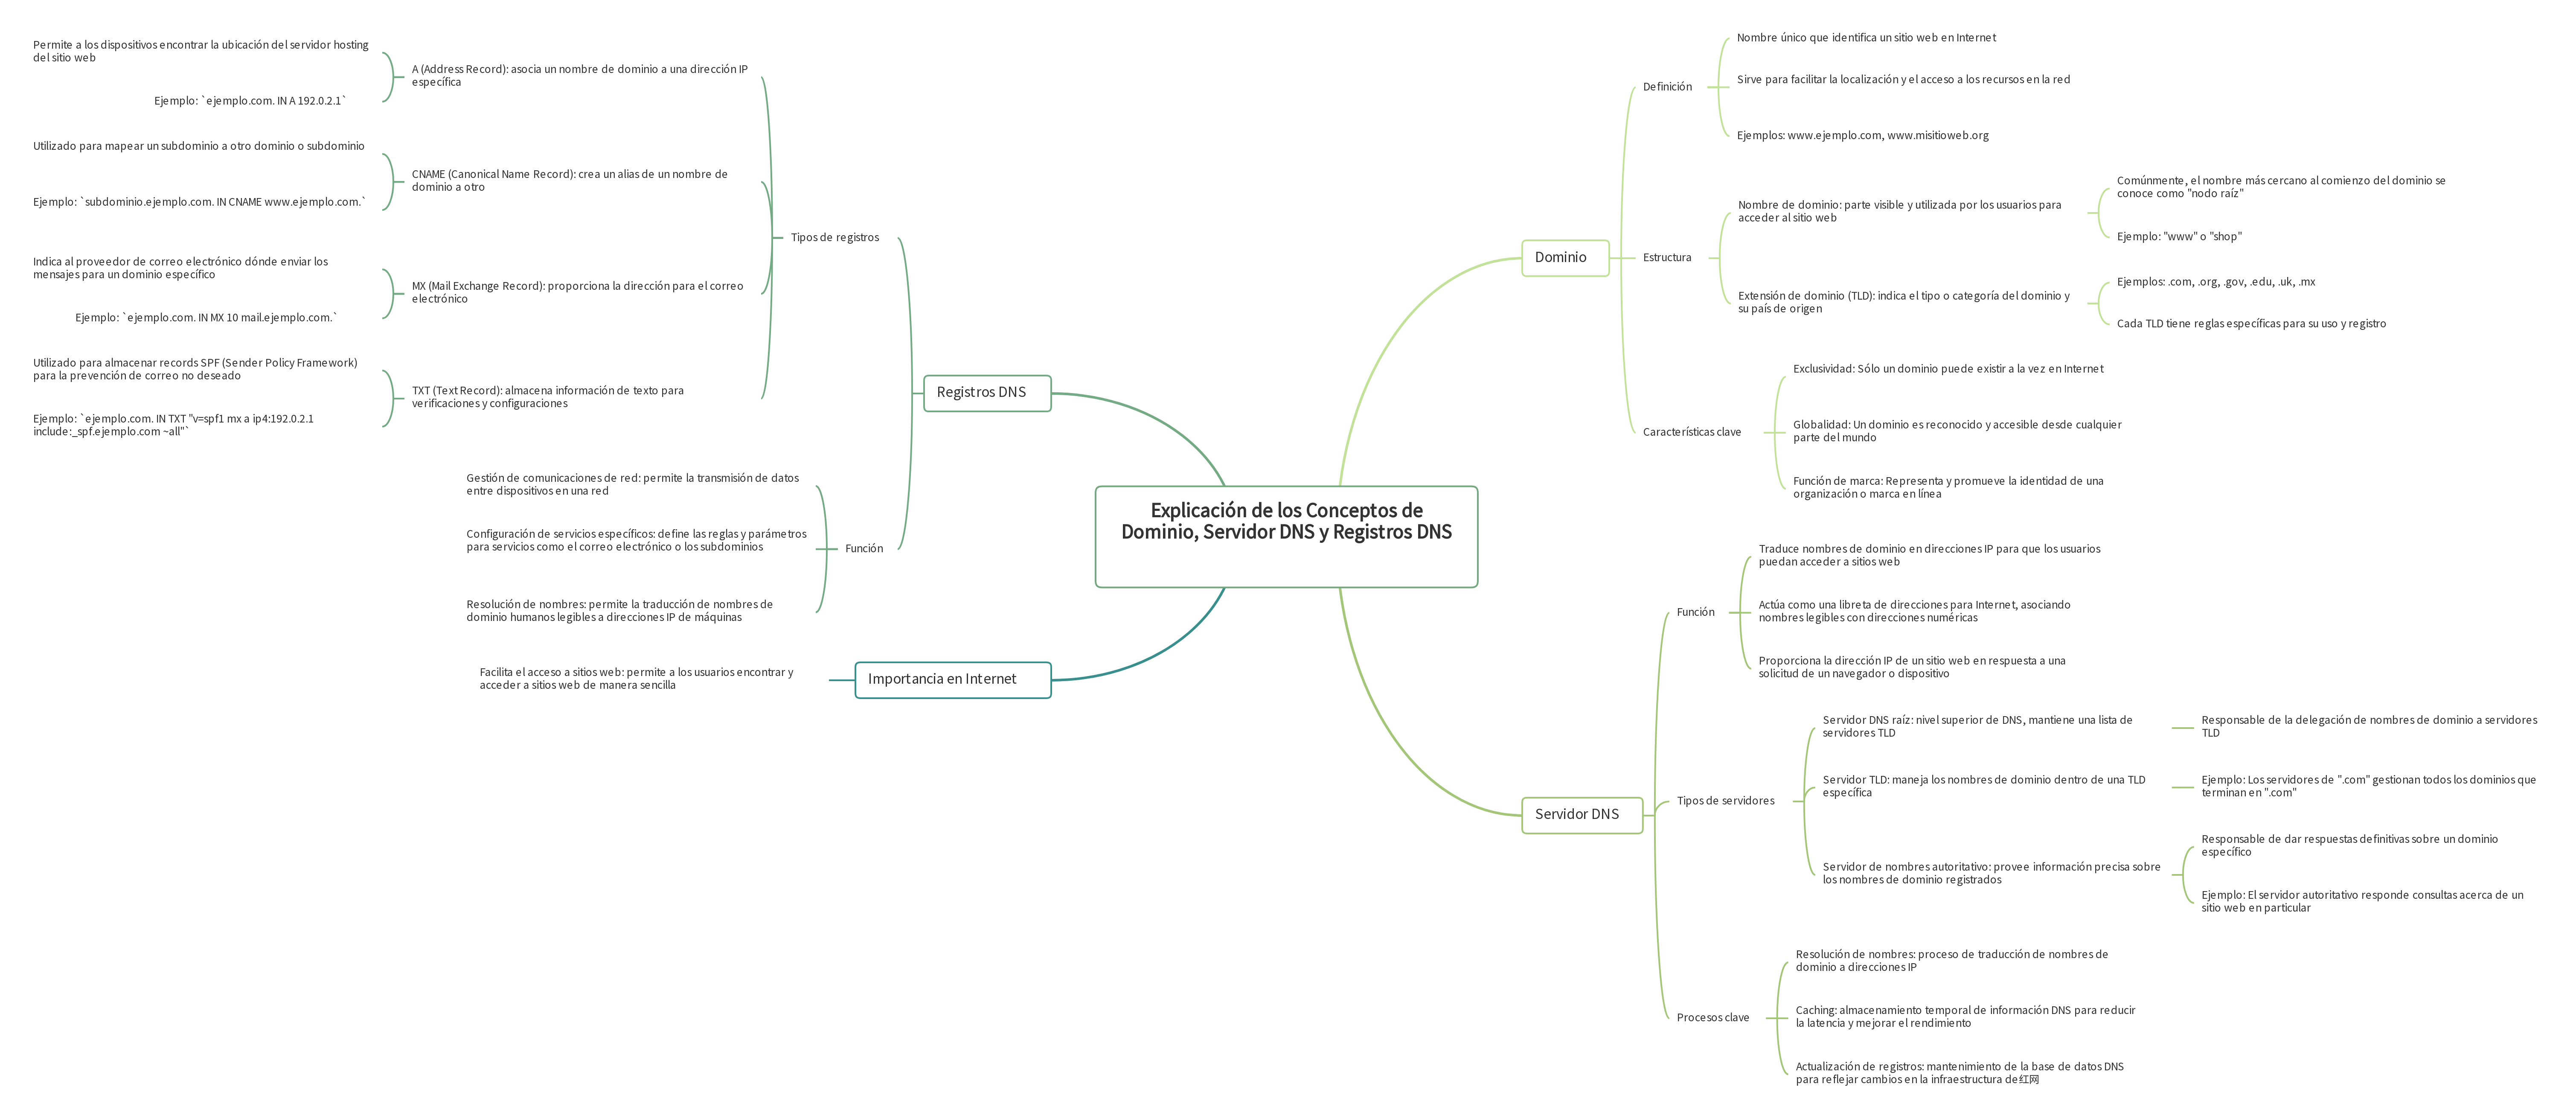 Explicación de los Conceptos de
Dominio, Servidor DNS y Registros DNS
Dominio
Definición
Nombre único que identifica un sitio web en Internet
Sirve para facilitar la localización y el acceso a los recursos en la red
Ejemplos: www.ejemplo.com, www.misitioweb.org
Estructura
Nombre de dominio: parte visible y utilizada por los usuarios para
acceder al sitio web
Comúnmente, el nombre más cercano al comienzo del dominio se
conoce como "nodo raíz"
Ejemplo: "www" o "shop"
Extensión de dominio (TLD): indica el tipo o categoría del dominio y
su país de origen
Ejemplos: .com, .org, .gov, .edu, .uk, .mx
Cada TLD tiene reglas específicas para su uso y registro
Características clave
Exclusividad: Sólo un dominio puede existir a la vez en Internet
Globalidad: Un dominio es reconocido y accesible desde cualquier
parte del mundo
Función de marca: Representa y promueve la identidad de una
organización o marca en línea
Servidor DNS
Función
Traduce nombres de dominio en direcciones IP para que los usuarios
puedan acceder a sitios web
Actúa como una libreta de direcciones para Internet, asociando
nombres legibles con direcciones numéricas
Proporciona la dirección IP de un sitio web en respuesta a una
solicitud de un navegador o dispositivo
Tipos de servidores
Servidor DNS raíz: nivel superior de DNS, mantiene una lista de
servidores TLD
Responsable de la delegación de nombres de dominio a servidores
TLD
Servidor TLD: maneja los nombres de dominio dentro de una TLD
específica
Ejemplo: Los servidores de ".com" gestionan todos los dominios que
terminan en ".com"
Servidor de nombres autoritativo: provee información precisa sobre
los nombres de dominio registrados
Responsable de dar respuestas definitivas sobre un dominio
específico
Ejemplo: El servidor autoritativo responde consultas acerca de un
sitio web en particular
Procesos clave
Resolución de nombres: proceso de traducción de nombres de
dominio a direcciones IP
Caching: almacenamiento temporal de información DNS para reducir
la latencia y mejorar el rendimiento
Actualización de registros: mantenimiento de la base de datos DNS
para reflejar cambios en la infraestructura de红网
Registros DNS
Tipos de registros
A (Address Record): asocia un nombre de dominio a una dirección IP
específica
Permite a los dispositivos encontrar la ubicación del servidor hosting
del sitio web
Ejemplo: `ejemplo.com. IN A 192.0.2.1`
CNAME (Canonical Name Record): crea un alias de un nombre de
dominio a otro
Utilizado para mapear un subdominio a otro dominio o subdominio
Ejemplo: `subdominio.ejemplo.com. IN CNAME www.ejemplo.com.`
MX (Mail Exchange Record): proporciona la dirección para el correo
electrónico
Indica al proveedor de correo electrónico dónde enviar los
mensajes para un dominio específico
Ejemplo: `ejemplo.com. IN MX 10 mail.ejemplo.com.`
TXT (Text Record): almacena información de texto para
verificaciones y configuraciones
Utilizado para almacenar records SPF (Sender Policy Framework)
para la prevención de correo no deseado
Ejemplo: `ejemplo.com. IN TXT "v=spf1 mx a ip4:192.0.2.1
include:_spf.ejemplo.com ~all"`
Función
Gestión de comunicaciones de red: permite la transmisión de datos
entre dispositivos en una red
Configuración de servicios específicos: define las reglas y parámetros
para servicios como el correo electrónico o los subdominios
Resolución de nombres: permite la traducción de nombres de
dominio humanos legibles a direcciones IP de máquinas
Importancia en Internet
Facilita el acceso a sitios web: permite a los usuarios encontrar y
acceder a sitios web de manera sencilla